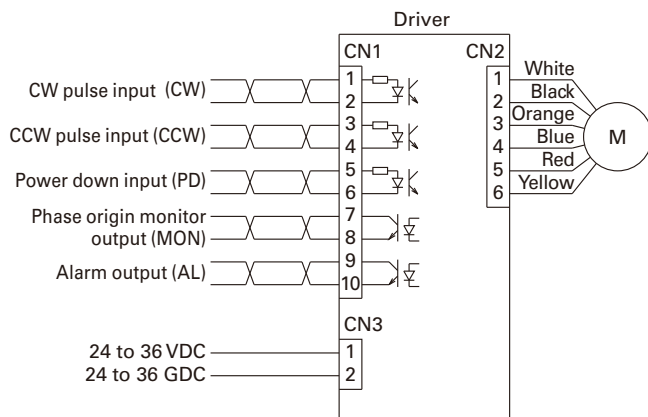 Driver
CN1
CN2
CW pulse input (CW)
1
2
CCW pulse input (CCW)
3
4
Power down input (PD)
5
6
Phase origin monitor
output (MON)
7
8
Alarm output (AL)
9
10
1 White
2 Black
3 Orange
4 Blue
5 Red
6 Yellow
M
CN3
24 to 36 VDC 1
24 to 36 GDC 2